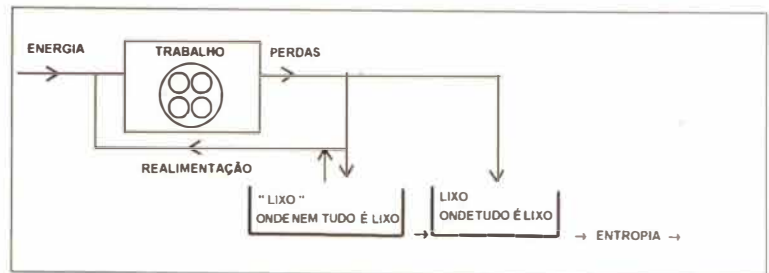 ENERGIA
TRABALHO
PERDAS
REALIMENTAÇÃO
" LIXO "
ONDE NEM TUDO É LIXO
LIXO
ONDE TUDO É LIXO
→ → ENTROPIA →